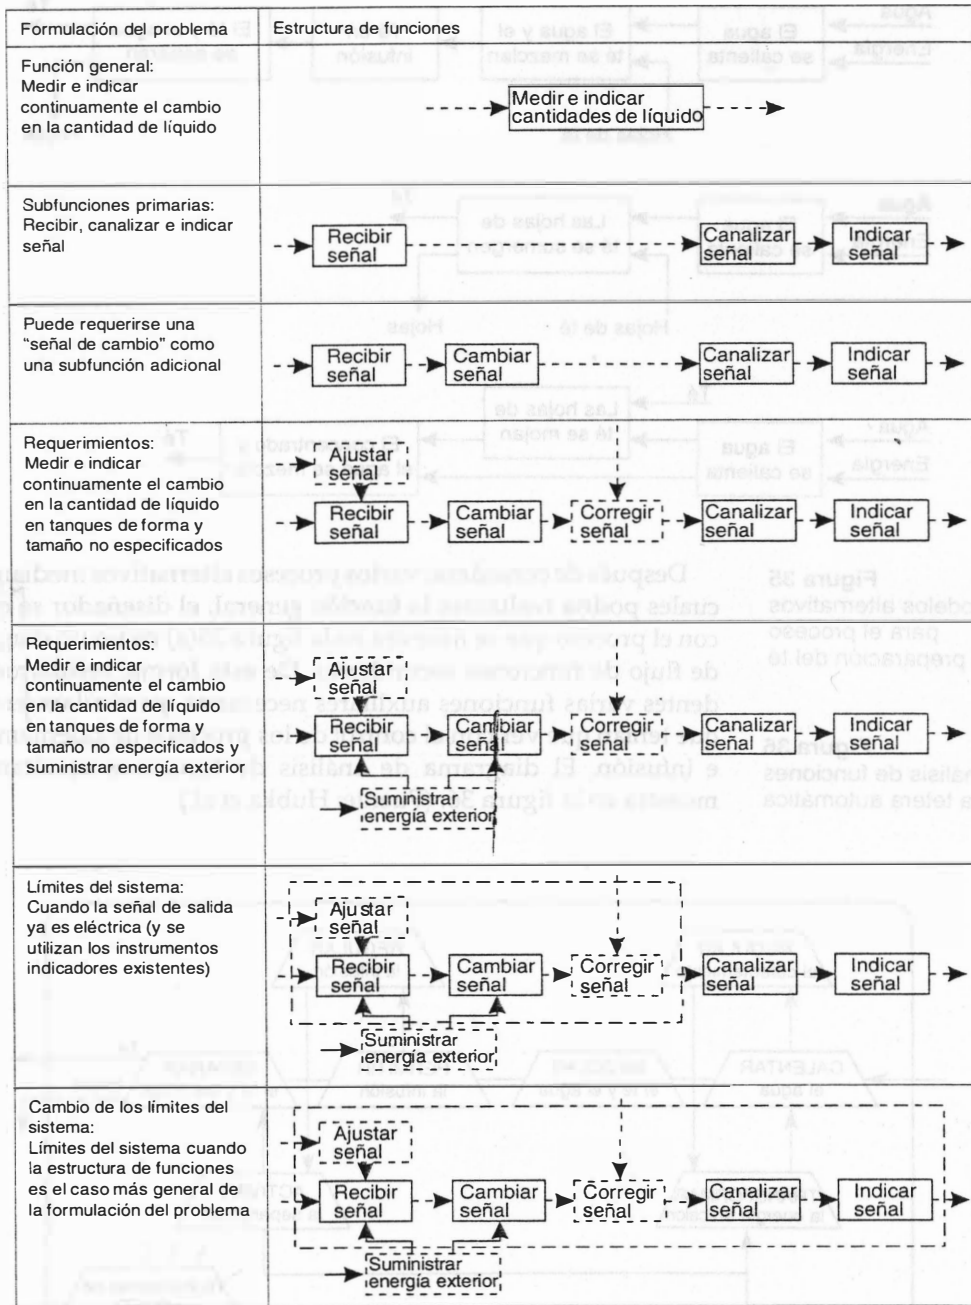 Formulación del problema
Estructura de funciones
Función general:
Medir e indicar
continuamente el cambio
en la cantidad de líquido
Medir e indicar
cantidades de líquido
Subfunciones primarias:
Recibir, canalizar e indicar
señal
Recibir
señal
Canalizar
señal
Indicar
señal
Puede requerirse una
“señal de cambio” como
una subfunción adicional
Recibir
señal
Cambiar
señal
Canalizar
señal
Indicar
señal
Requerimientos:
Medir e indicar
continuamente el cambio
en la cantidad de líquido
en tanques de forma y
tamaño no especificados
Ajustar
señal
Recibir
señal
Cambiar
señal
Corregir
señal
Canalizar
señal
Indicar
señal
Requerimientos:
Medir e indicar
continuamente el cambio
en la cantidad de líquido
en tanques de forma y
tamaño no especificados y
suministrar energía exterior
Ajustar
señal
Recibir
señal
Cambiar
señal
Corregir
señal
Canalizar
señal
Indicar
señal
Suministrar
energía exterior
Límites del sistema:
Cuando la señal de salida
ya es eléctrica (y se
utilizan los instrumentos
indicadores existentes)
Ajustar
señal
Recibir
señal
Cambiar
señal
Corregir
señal
Canalizar
señal
Indicar
señal
Suministrar
energía exterior
Cambio de los límites del
sistema:
Límites del sistema cuando
la estructura de funciones
es el caso más general de
la formulación del problema
Ajustar
señal
Recibir
señal
Cambiar
señal
Corregir
señal
Canalizar
señal
Indicar
señal
Suministrar
energía exterior